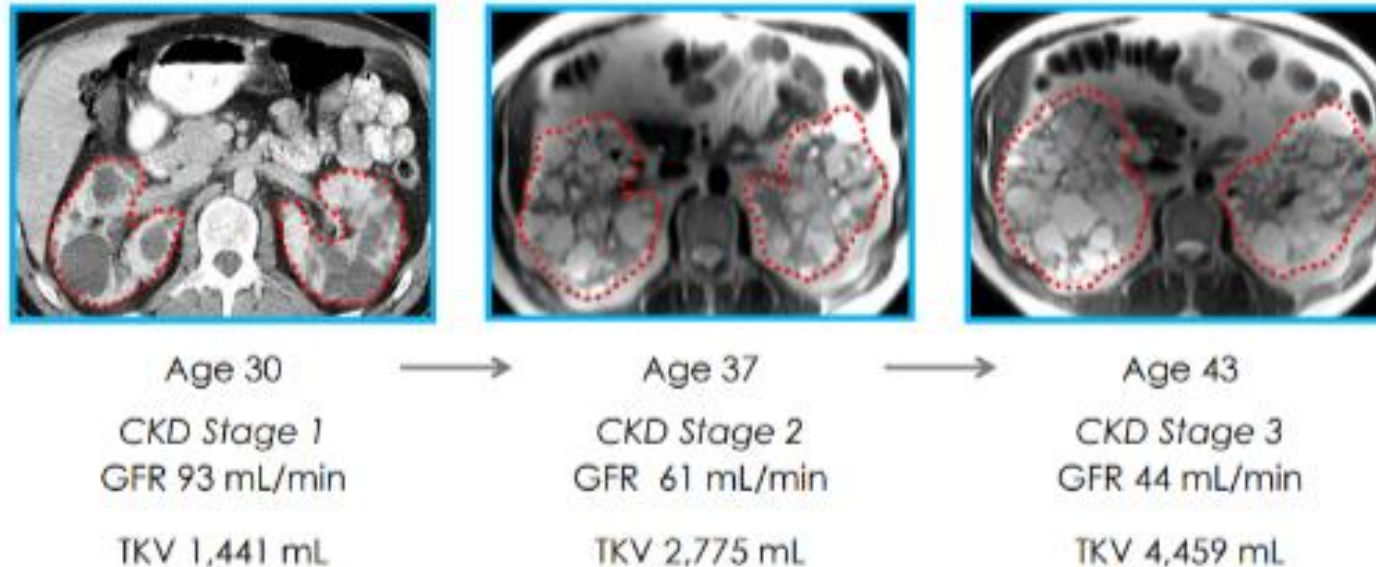 Age 30
CKD Stage 1
GFR 93 mL/min
TKV 1,441 mL
Age 37
CKD Stage 2
GFR 61 mL/min
TKV 2,775 mL
Age 43
CKD Stage 3
GFR 44 mL/min
TKV 4,459 mL